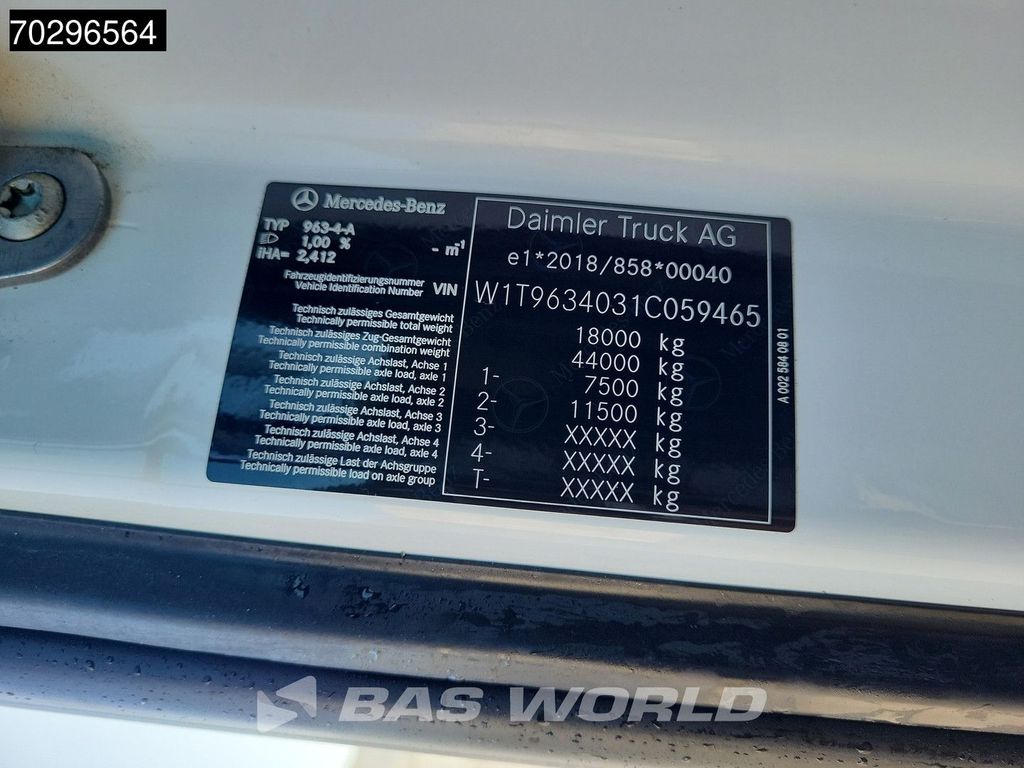 70296564
Mercedes-Benz
TYP 963-4-A
1,00 % - m⁻¹
iHA= 2,412
Fahrzeugidentifizierungsnummer
Vehicle Identification Number VIN
Technisch zulässiges Gesamtgewicht
Technically permissible total weight
Technisch zulässiges Zug-Gesamtgewicht
Technically permissible combination weight
Technisch zulässige Achslast, Achse 1
Technically permissible axle load, axle 1
Technisch zulässige Achslast, Achse 2
Technically permissible axle load, axle 2
Technisch zulässige Achslast, Achse 3
Technically permissible axle load, axle 3
Technisch zulässige Achslast, Achse 4
Technically permissible axle load, axle 4
Technisch zulässige Last der Achsgruppe
Technically permissible load on axle group
Daimler Truck AG
e1*2018/858*00040
W1T9634031C059465
18000 kg
44000 kg
1- 7500 kg
2- 11500 kg
3- XXXXX kg
4- XXXXX kg
T- XXXXX kg
A 002 584 08 01
BAS WORLD